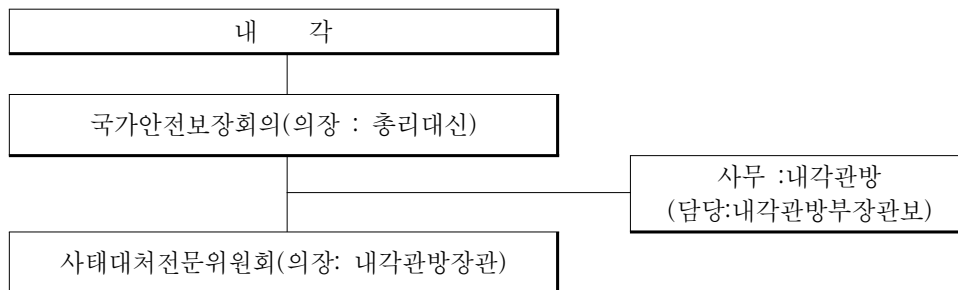 내 각
국가안전보장회의(의장 : 총리대신)
사무 :내각관방
(담당:내각관방부장관보)
사태대처전문위원회(의장: 내각관방장관)